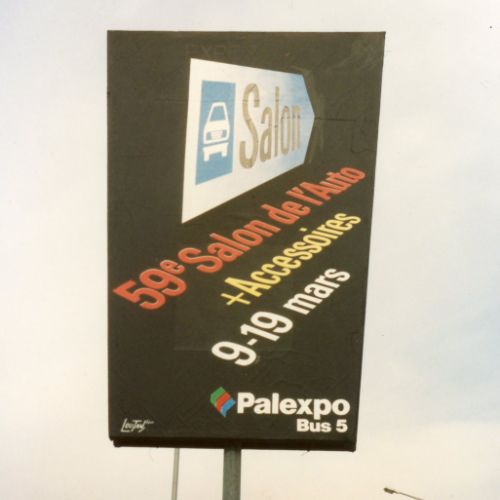 Salon
59e Salon de l'Auto
+Accessoires
9-19 mars
Palexpo
Bus 5